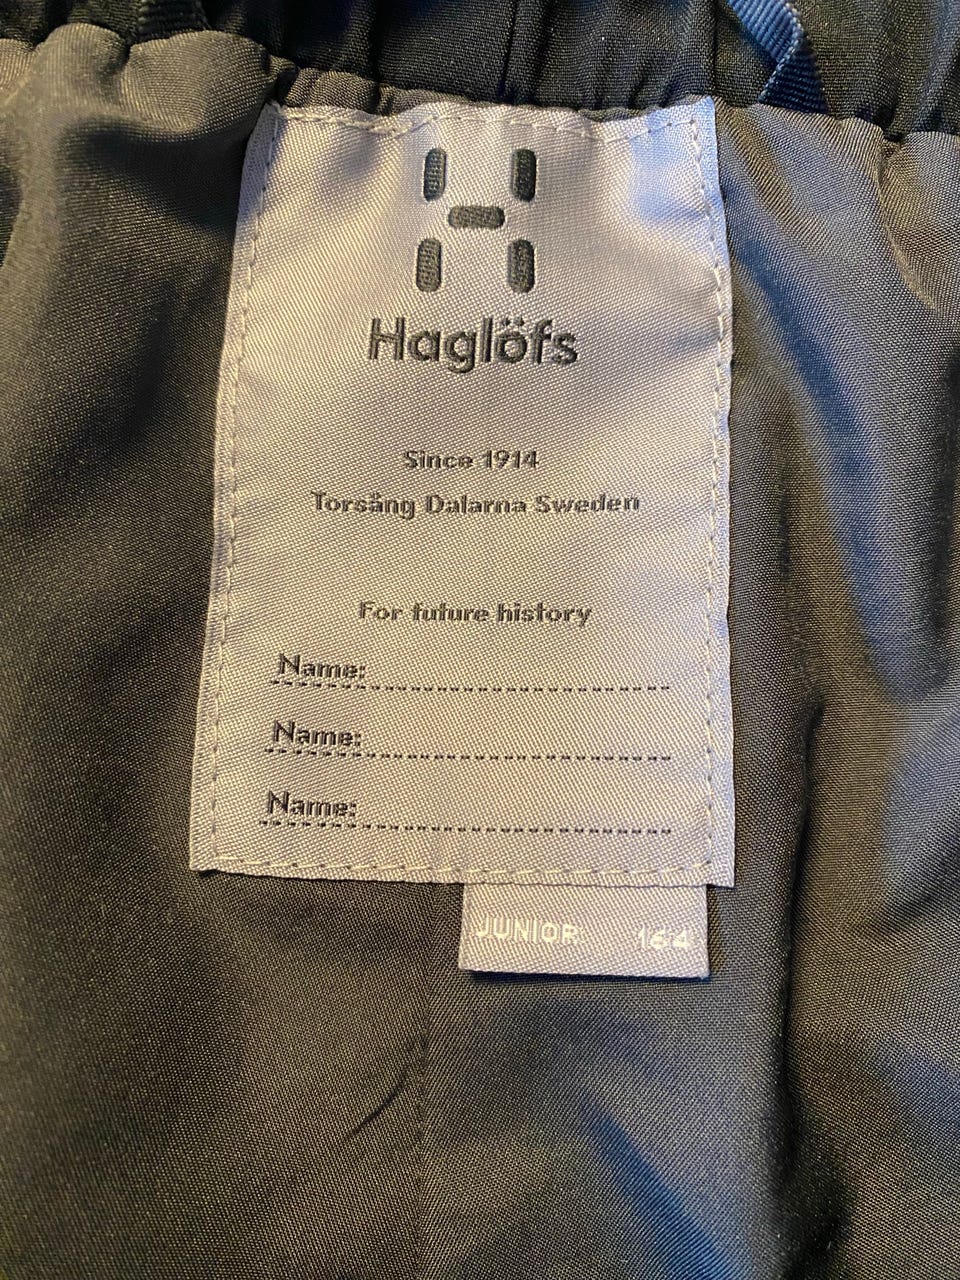 Haglöfs
Since 1914
Torsång Dalarna Sweden
For future history
Name:
Name:
Name:
JUNIOR 164